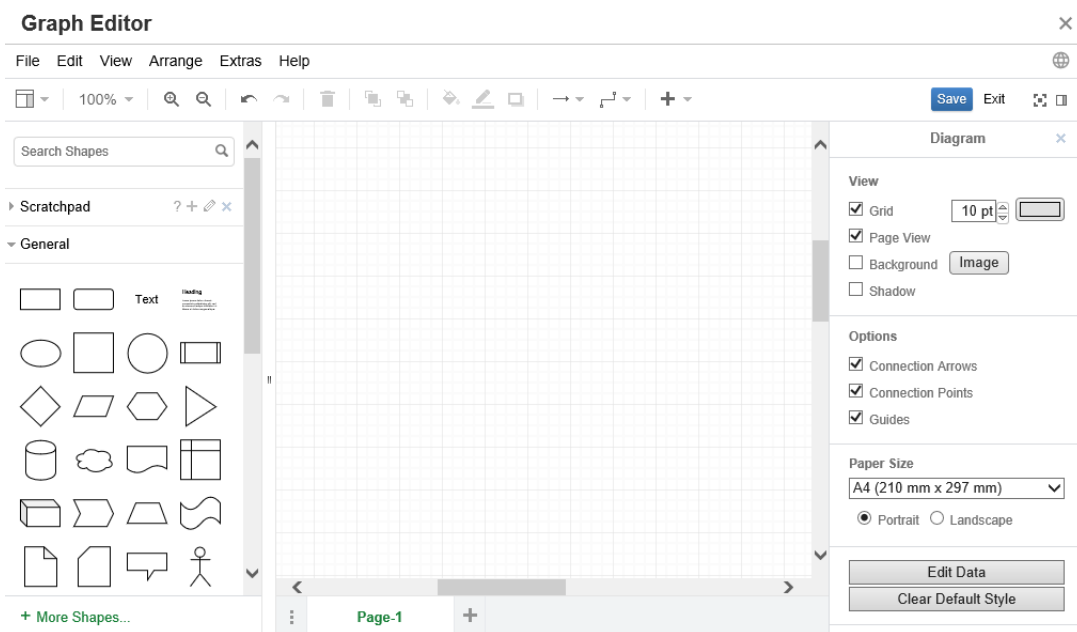 Graph Editor
File Edit View Arrange Extras Help
100%
Save Exit
Search Shapes
Scratchpad
?
General
Text
Heading
+ More Shapes...
Page-1
Diagram
View
Grid 10 pt
Page View
Background Image
Shadow
Options
Connection Arrows
Connection Points
Guides
Paper Size
A4 (210 mm x 297 mm)
Portrait Landscape
Edit Data
Clear Default Style